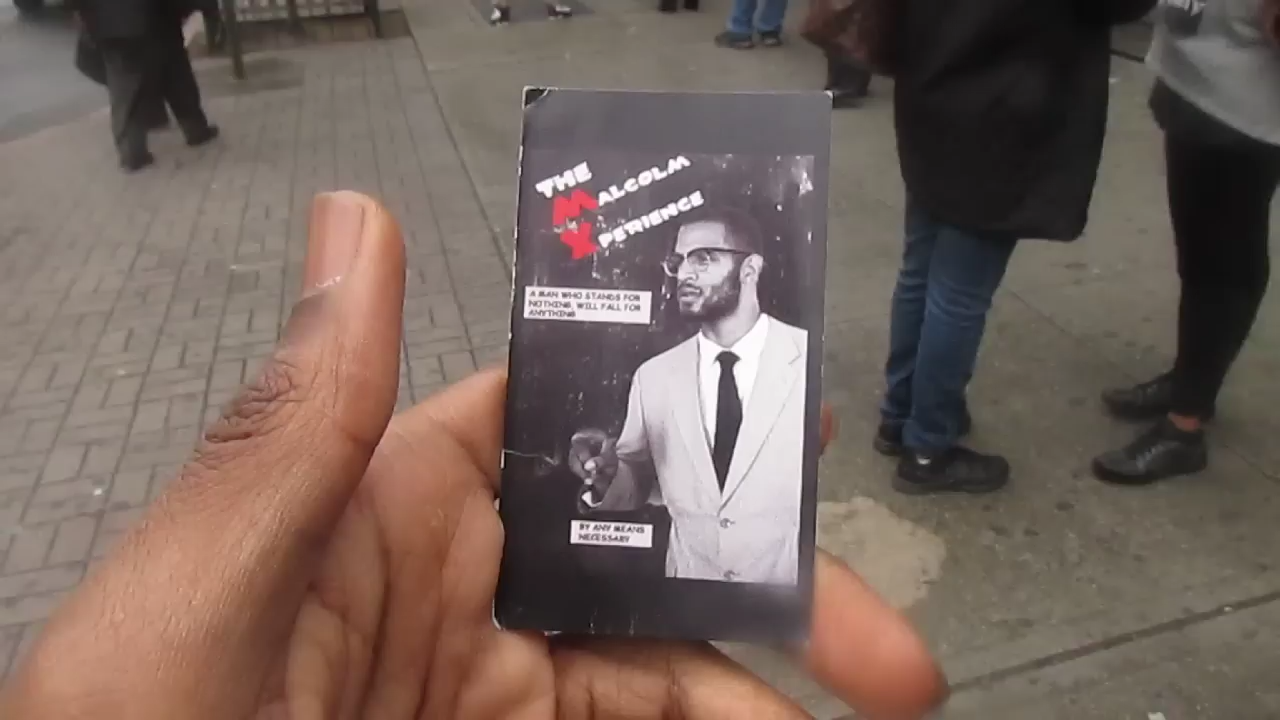 THE
MALCOLM
XPERIENCE
A MAN WHO STANDS FOR
NOTHING, WILL FALL FOR
ANYTHING
BY ANY MEANS
NECESSARY